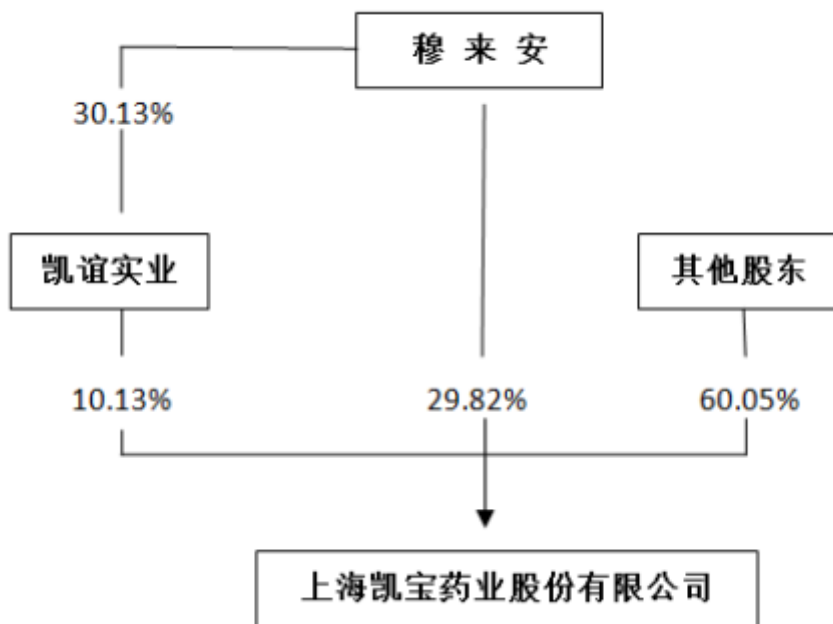 穆 来 安
30.13%
凯谊实业
其他股东
10.13%
29.82%
60.05%
上海凯宝药业股份有限公司